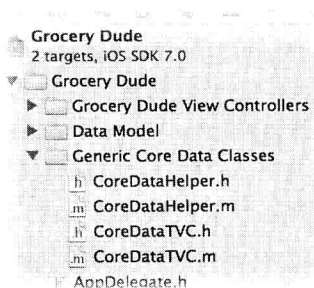 Grocery Dude
2 targets, iOS SDK 7.0
Grocery Dude
Grocery Dude View Controllers
Data Model
Generic Core Data Classes
h CoreDataHelper.h
m CoreDataHelper.m
h CoreDataTVC.h
m CoreDataTVC.m
h AppDelegate.h